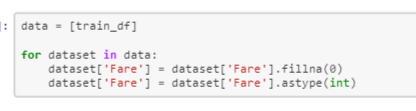 ]: data = [train_df]
for dataset in data:
    dataset['Fare'] = dataset['Fare'].fillna(0)
    dataset['Fare'] = dataset['Fare'].astype(int)